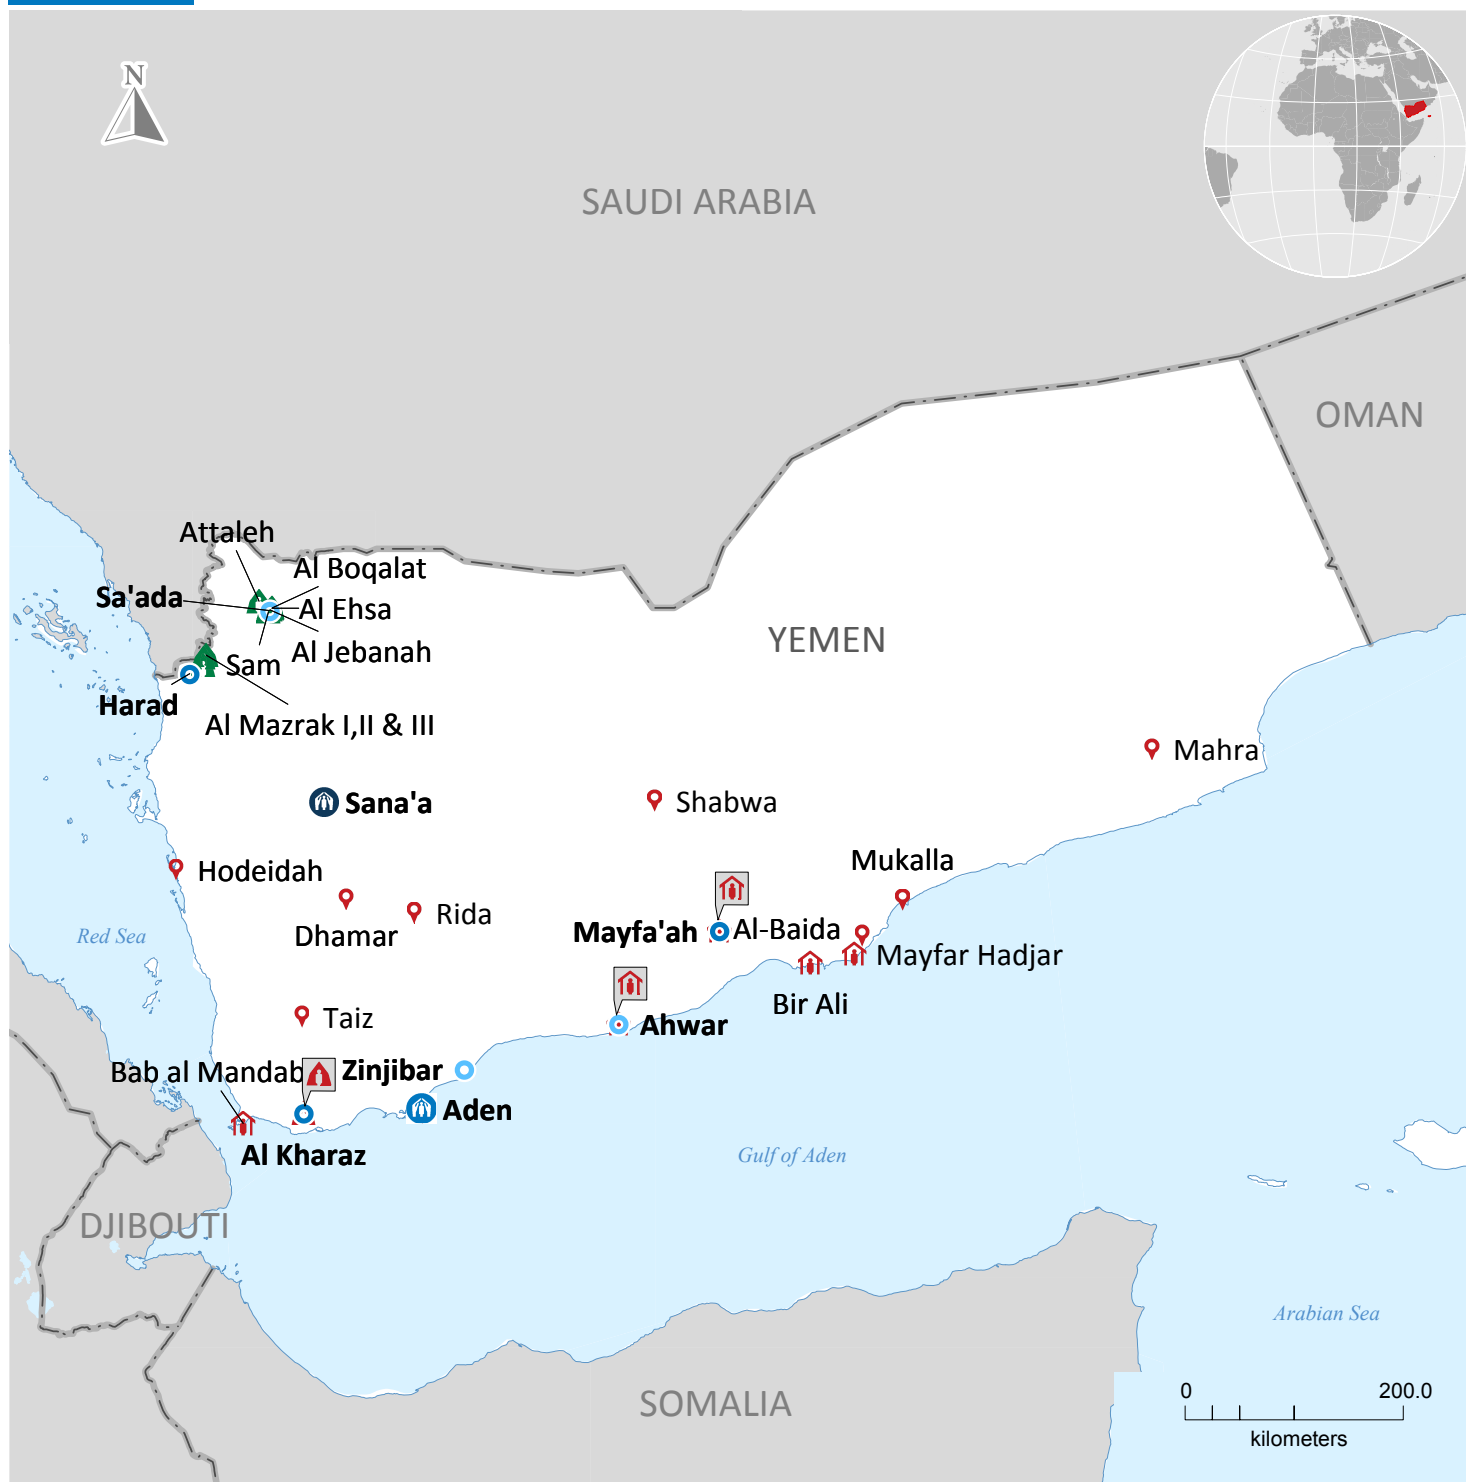 N
SAUDI ARABIA
OMAN
Attaleh
Al Boqalat
Sa'ada
Al Ehsa
Al Jebanah
Sam
YEMEN
Harad
Al Mazrak I,II & III
Mahra
Sana'a
Shabwa
Mukalla
Hodeidah
Rida
Dhamar
Mayfa'ah
Al-Baida
Red Sea
Mayfar Hadjar
Bir Ali
Taiz
Ahwar
Bab al Mandab
Zinjibar
Aden
Al Kharaz
Gulf of Aden
DJIBOUTI
Arabian Sea
SOMALIA
0 200.0
kilometers